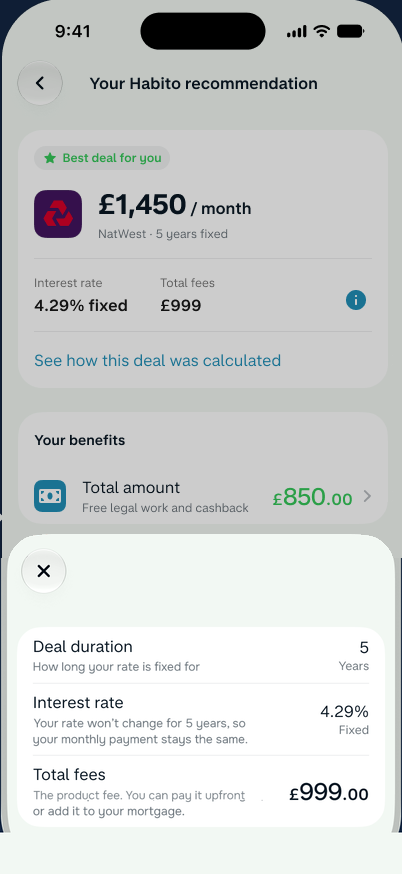 9:41
Your Habito recommendation
Best deal for you
£1,450 / month
NatWest · 5 years fixed
Interest rate
Total fees
4.29% fixed
£999
See how this deal was calculated
Your benefits
Total amount
£850.00
Free legal work and cashback
Deal duration
5
How long your rate is fixed for
Years
Interest rate
4.29%
Your rate won't change for 5 years, so
Fixed
your monthly payment stays the same.
Total fees
The product fee. You can pay it upfront
£999.00
or add it to your mortgage.